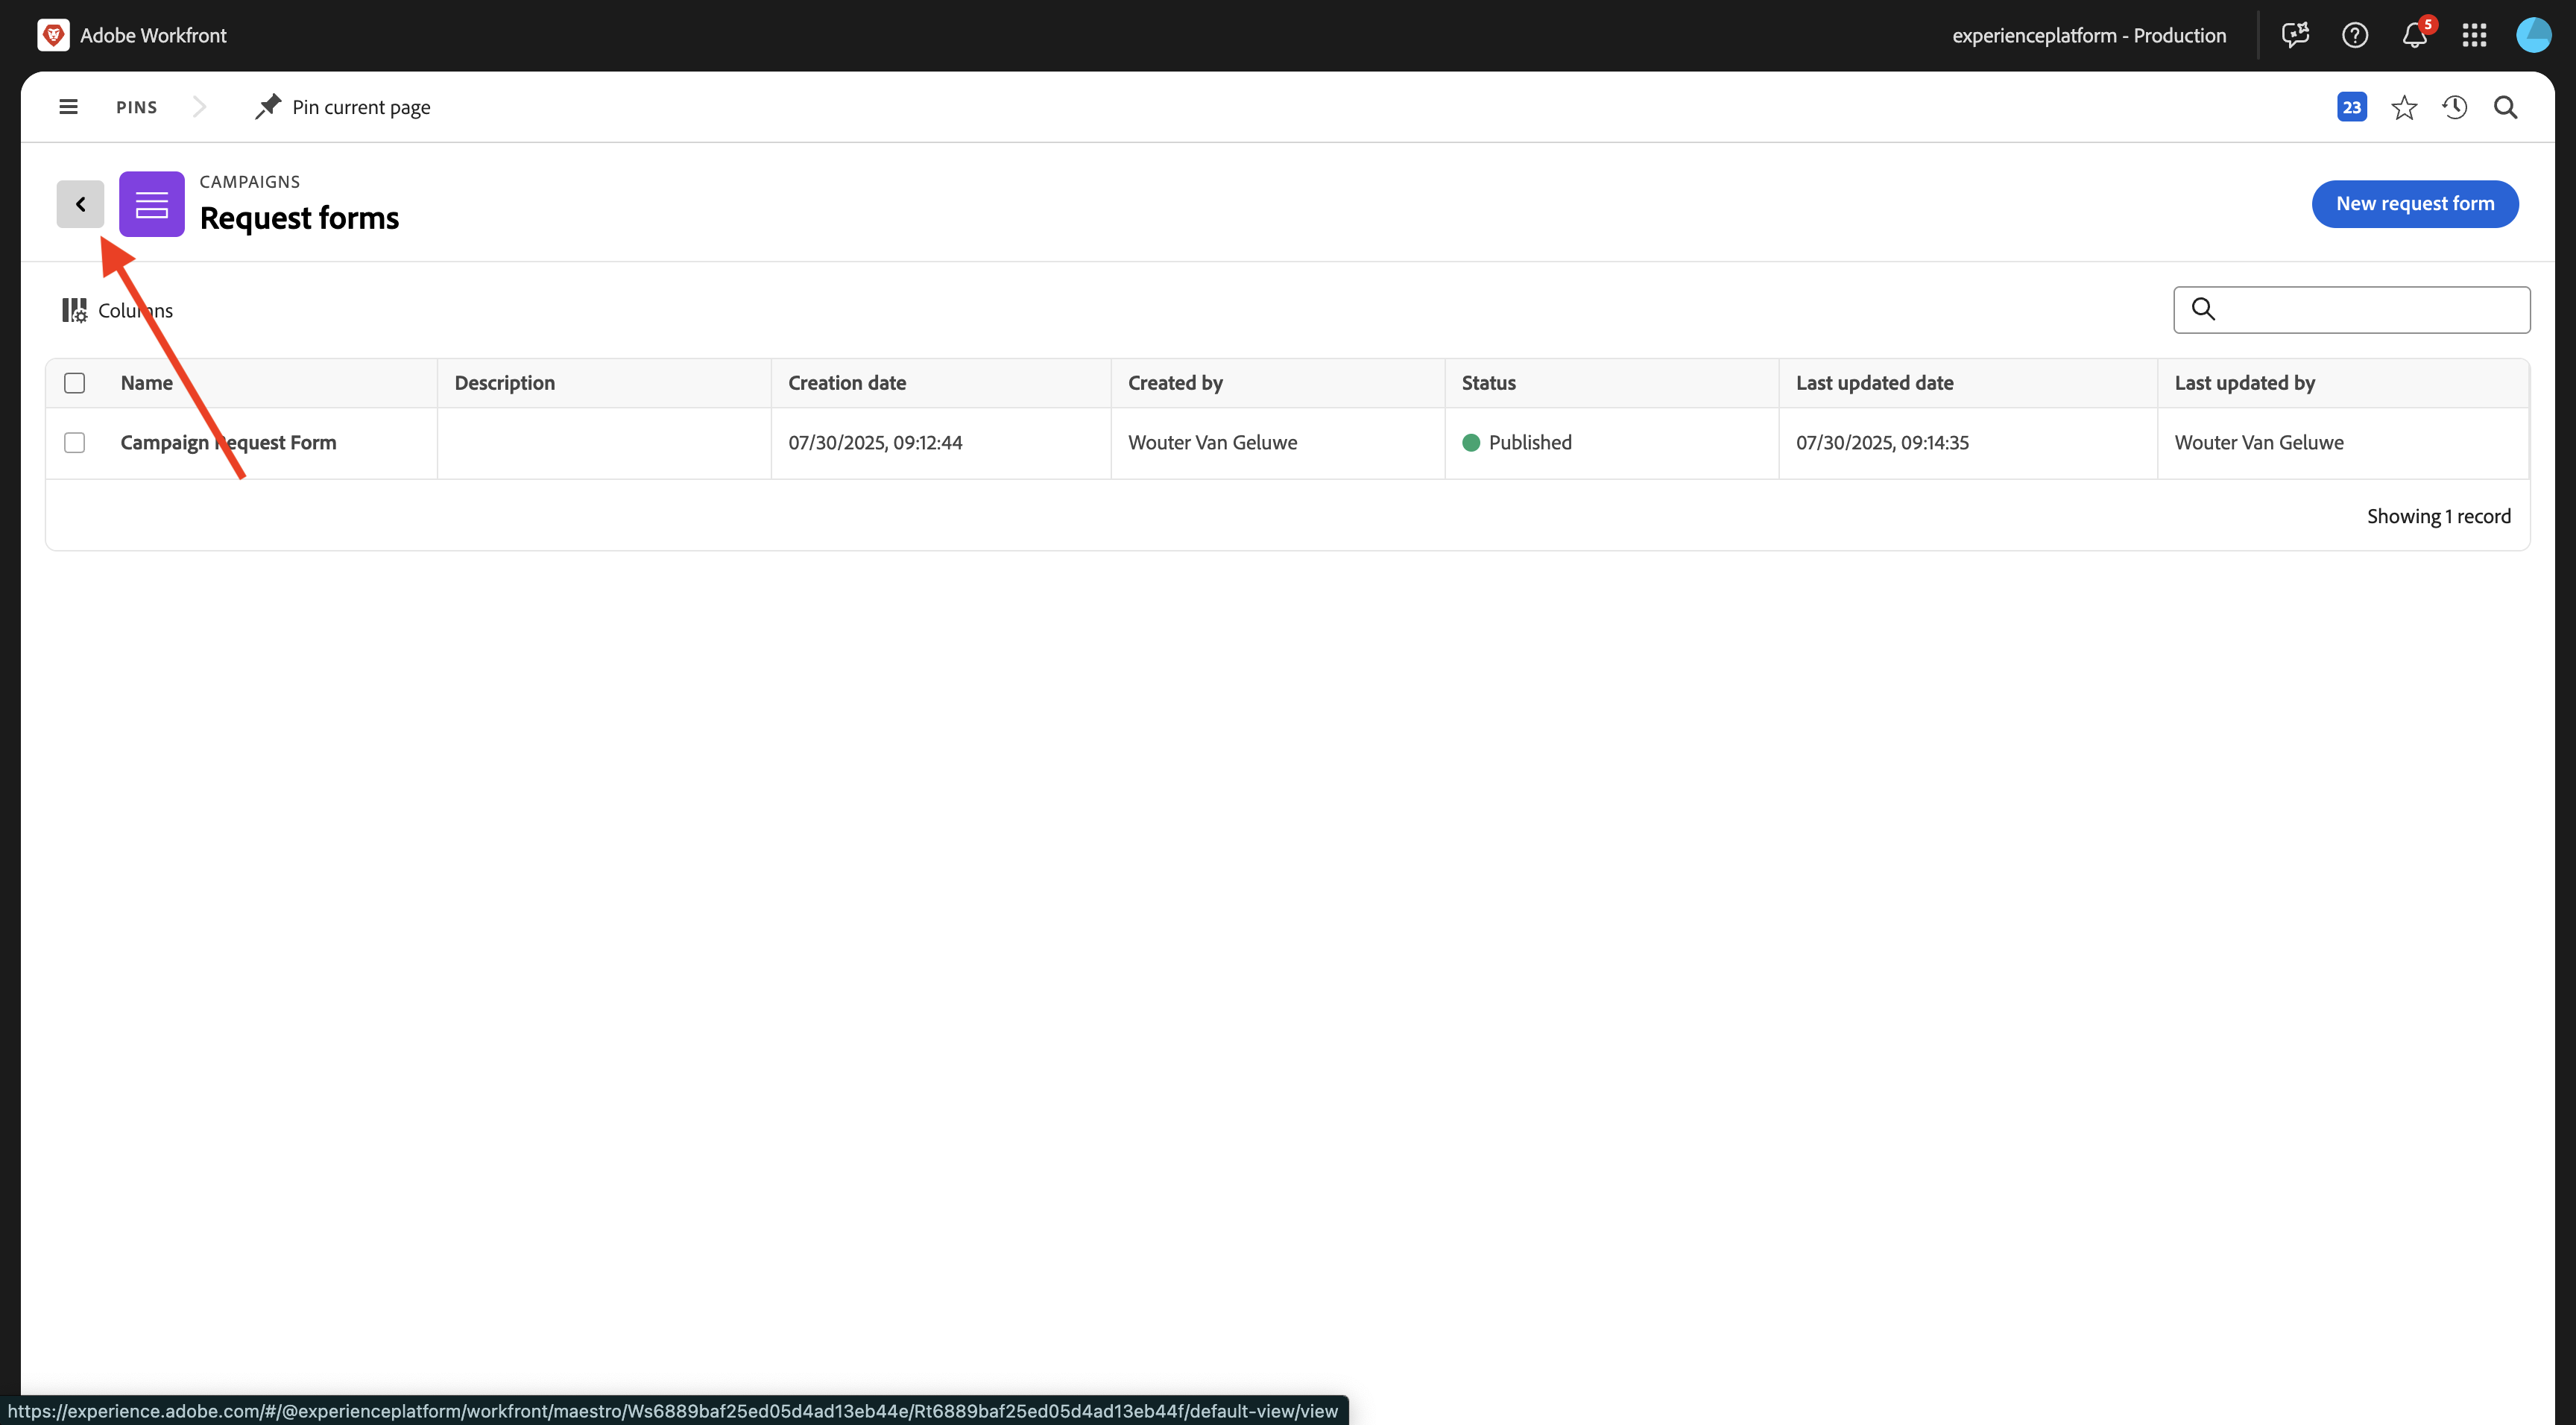 Adobe Workfront
experienceplatform - Production
5
PINS
Pin current page
23
CAMPAIGNS
Request forms
New request form
Columns
Name Description Creation date Created by Status Last updated date Last updated by
Campaign Request Form 07/30/2025, 09:12:44 Wouter Van Geluwe Published 07/30/2025, 09:14:35 Wouter Van Geluwe
Showing 1 record
https://experience.adobe.com/#/@experienceplatform/workfront/maestro/Ws6889baf25ed05d4ad13eb44e/Rt6889baf25ed05d4ad13eb44f/default-view/view